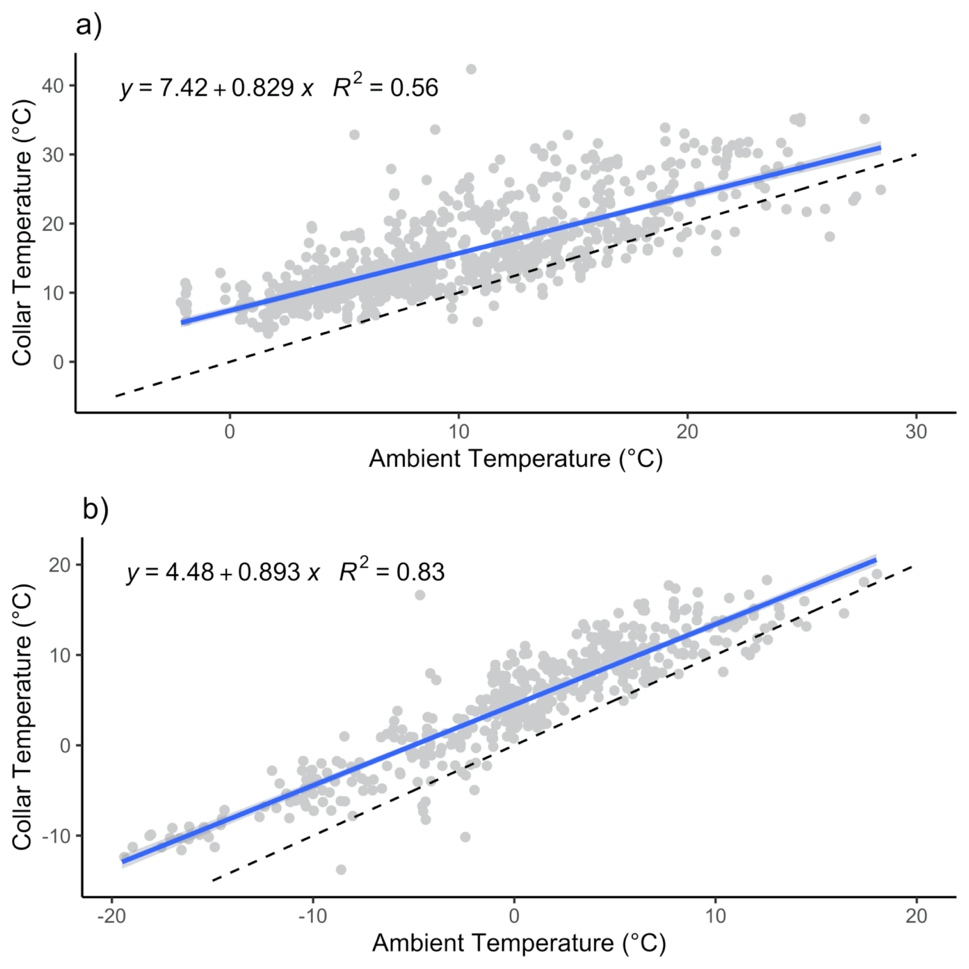 a)
y = 7.42 + 0.829 x R² = 0.56
40
30
20
10
0
Collar Temperature (°C)
0 10 20 30
Ambient Temperature (°C)
b)
y = 4.48 + 0.893 x R² = 0.83
20
10
0
-10
Collar Temperature (°C)
-20 -10 0 10 20
Ambient Temperature (°C)